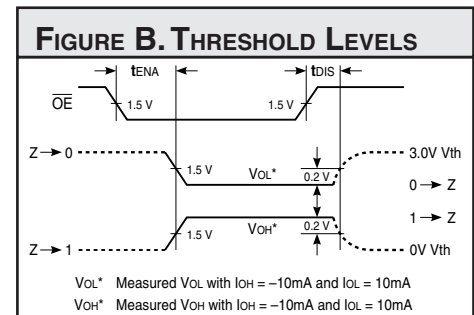 FIGURE B. THRESHOLD LEVELS
tENA tDIS
OE 1.5 V 1.5 V
Z → 0 3.0V Vth
1.5 V VOL* 0.2 V
0 → Z
1 → Z
1.5 V VOH* 0.2 V
Z → 1 0V Vth
VOL* Measured VOL with IOH = –10mA and IOL = 10mA
VOH* Measured VOH with IOH = –10mA and IOL = 10mA